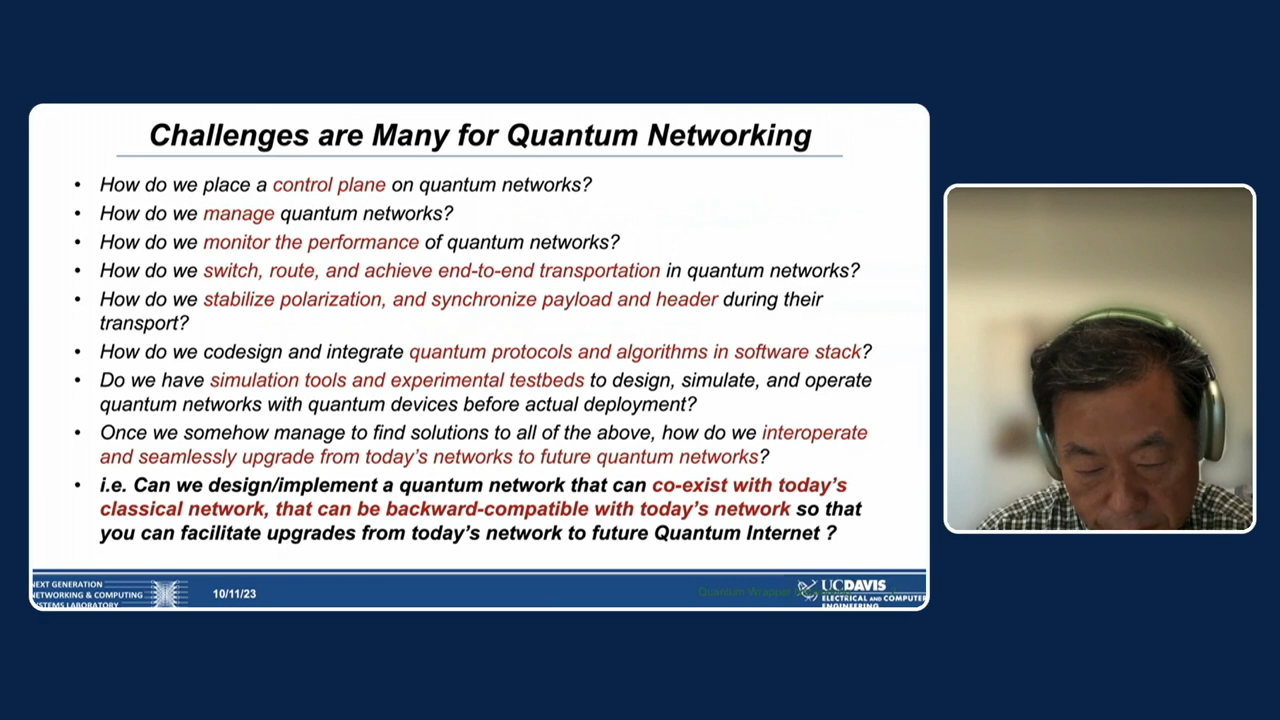 Challenges are Many for Quantum Networking
• How do we place a control plane on quantum networks?
• How do we manage quantum networks?
• How do we monitor the performance of quantum networks?
• How do we switch, route, and achieve end-to-end transportation in quantum networks?
• How do we stabilize polarization, and synchronize payload and header during their
transport?
• How do we codesign and integrate quantum protocols and algorithms in software stack?
• Do we have simulation tools and experimental testbeds to design, simulate, and operate
quantum networks with quantum devices before actual deployment?
• Once we somehow manage to find solutions to all of the above, how do we interoperate
and seamlessly upgrade from today's networks to future quantum networks?
• i.e. Can we design/implement a quantum network that can co-exist with today's
classical network, that can be backward-compatible with today's network so that
you can facilitate upgrades from today's network to future Quantum Internet ?
NEXT GENERATION
NETWORKING & COMPUTING
SYSTEMS LABORATORY
10/11/23
Quantum Wrapper
UCDAVIS
ELECTRICAL AND COMPUTER
ENGINEERING